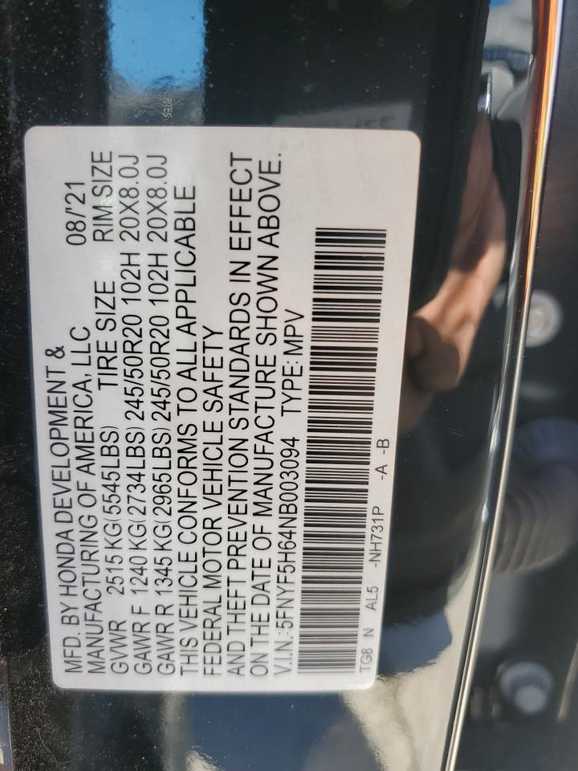 MFD. BY HONDA DEVELOPMENT &
MANUFACTURING OF AMERICA, LLC 08/'21
GVWR 2515 KG (5545LBS) TIRE SIZE RIM SIZE
GAWR F 1240 KG (2734LBS) 245/50R20 102H 20X8.0J
GAWR R 1345 KG (2965LBS) 245/50R20 102H 20X8.0J
THIS VEHICLE CONFORMS TO ALL APPLICABLE
FEDERAL MOTOR VEHICLE SAFETY
AND THEFT PREVENTION STANDARDS IN EFFECT
ON THE DATE OF MANUFACTURE SHOWN ABOVE.
V.I.N.:5FNYF5H64NB003094 TYPE:MPV
TG8 N AL5 -NH731P -A -B